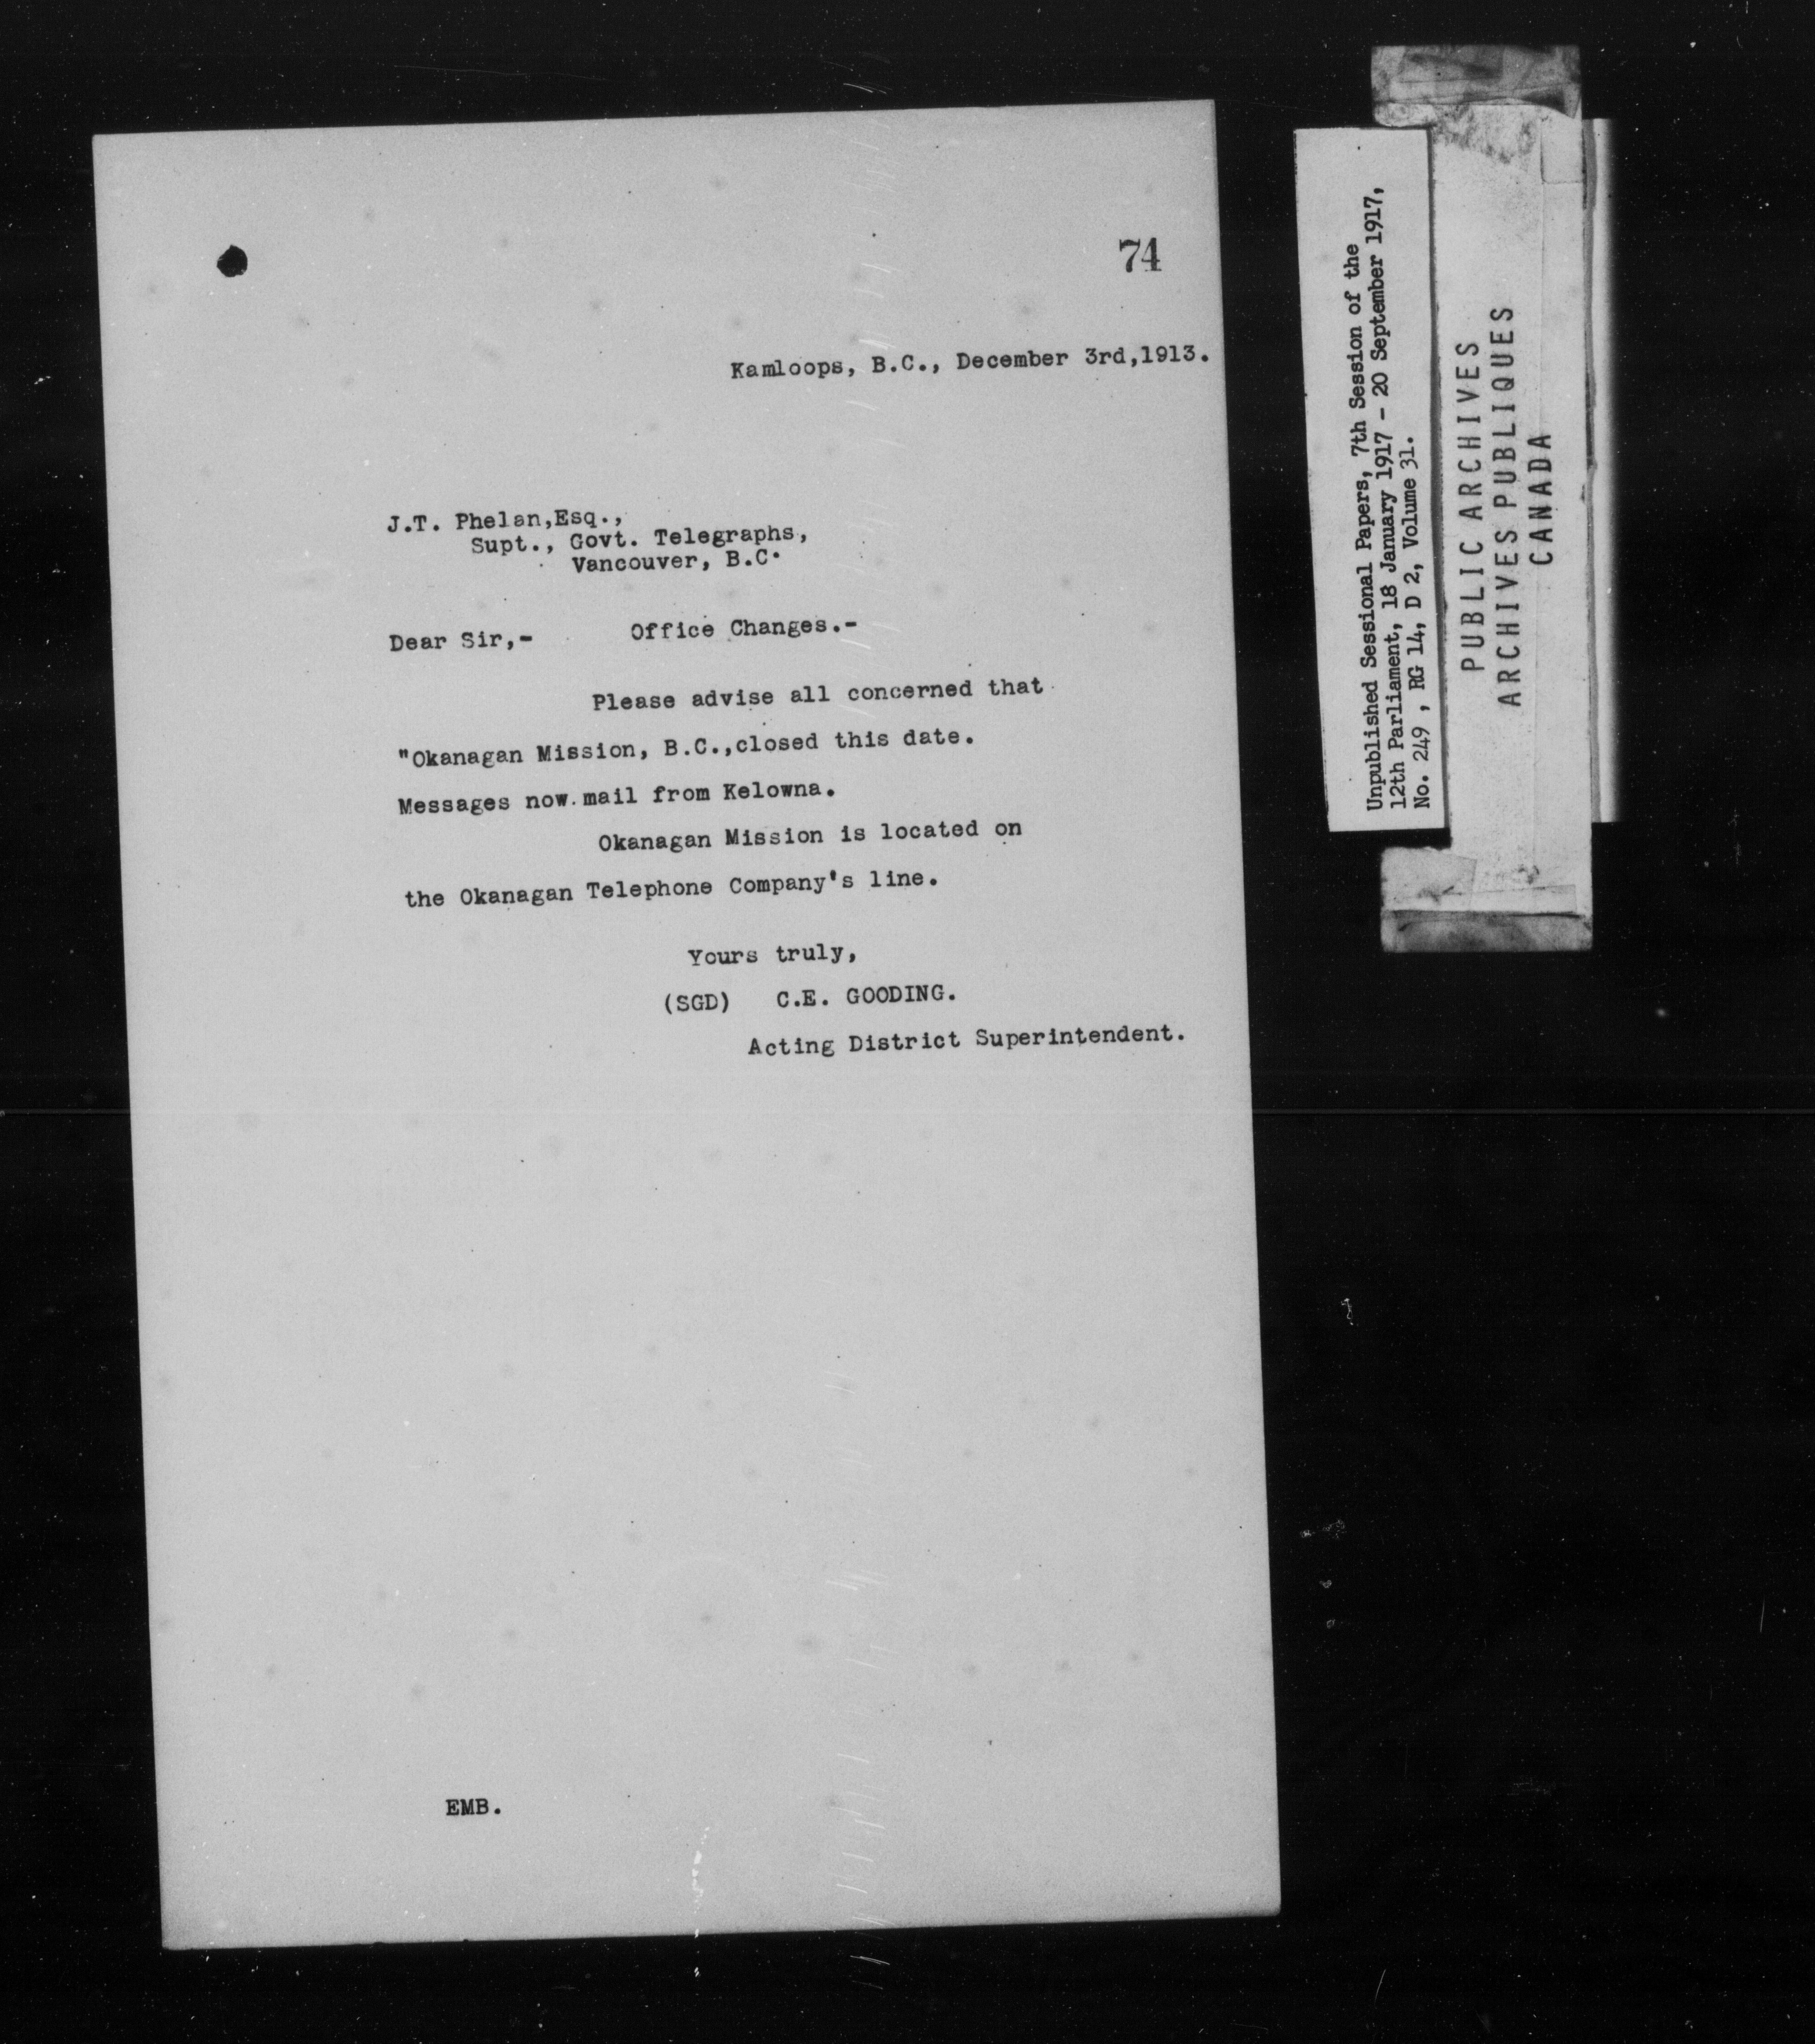 74
Kamloops, B.C., December 3rd,1913.
J.T. Phelan,Esq.,
Supt., Govt. Telegraphs,
Vancouver, B.C.
Dear Sir,- Office Changes.-
Please advise all concerned that
"Okanagan Mission, B.C.,closed this date.
Messages now mail from Kelowna.
Okanagan Mission is located on
the Okanagan Telephone Company's line.
Yours truly,
(SGD) C.E. GOODING.
Acting District Superintendent.
EMB.
Unpublished Sessional Papers, 7th Session of the
12th Parliament, 18 January 1917 - 20 September 1917,
No. 249 , RG 14, D 2, Volume 31.
PUBLIC ARCHIVES
ARCHIVES PUBLIQUES
CANADA